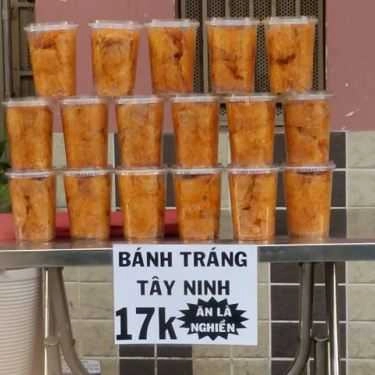 BÁNH TRÁNG
TÂY NINH
17k
ĂN LÀ
NGHIỀN